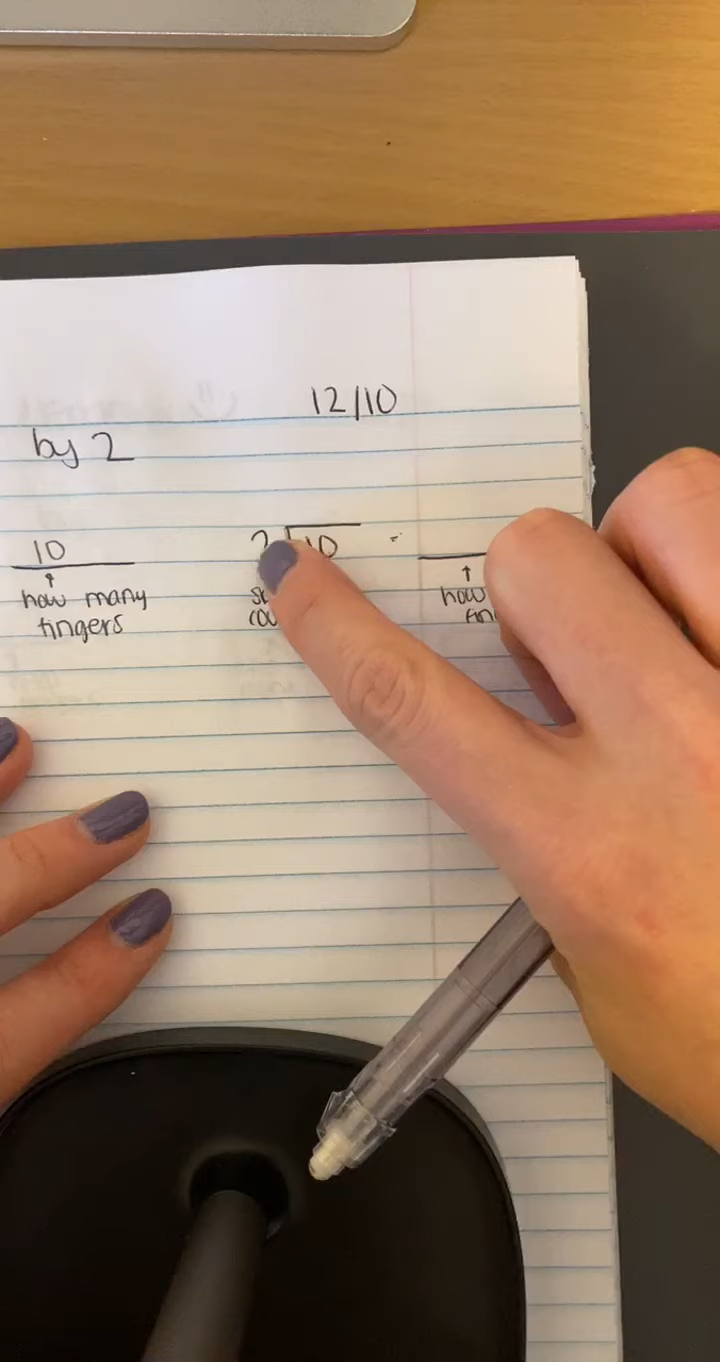 12/10
by 2
10 2 10 =
↑ ↑
how many how
fingers